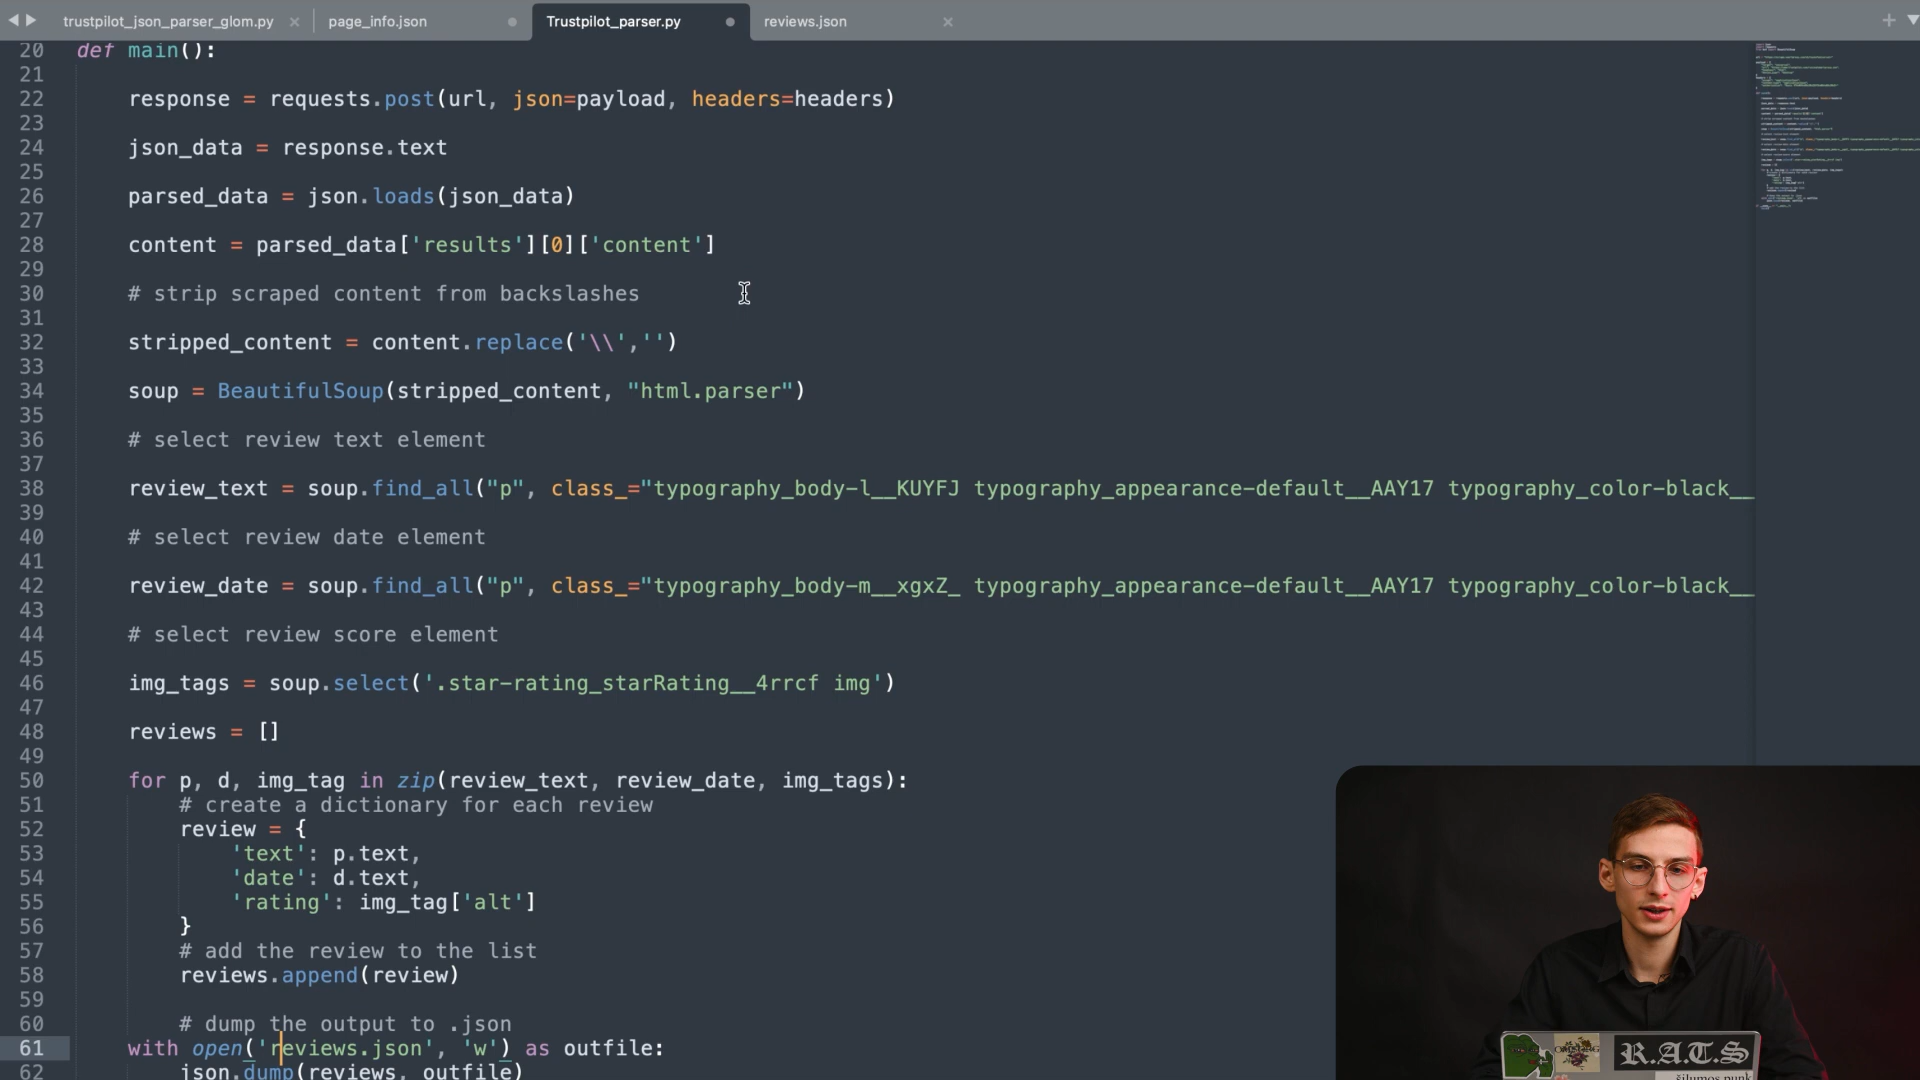 trustpilot_json_parser_glom.py
page_info.json
Trustpilot_parser.py
reviews.json
20 def main():
21
22 response = requests.post(url, json=payload, headers=headers)
23
24 json_data = response.text
25
26 parsed_data = json.loads(json_data)
27
28 content = parsed_data['results'][0]['content']
29
30 # strip scraped content from backslashes
31
32 stripped_content = content.replace('\\','')
33
34 soup = BeautifulSoup(stripped_content, "html.parser")
35
36 # select review text element
37
38 review_text = soup.find_all("p", class_="typography_body-l__KUYFJ typography_appearance-default__AAY17 typography_color-black__
39
40 # select review date element
41
42 review_date = soup.find_all("p", class_="typography_body-m__xgxZ_ typography_appearance-default__AAY17 typography_color-black__
43
44 # select review score element
45
46 img_tags = soup.select('.star-rating_starRating__4rrcf img')
47
48 reviews = []
49
50 for p, d, img_tag in zip(review_text, review_date, img_tags):
51 # create a dictionary for each review
52 review = {
53 'text': p.text,
54 'date': d.text,
55 'rating': img_tag['alt']
56 }
57 # add the review to the list
58 reviews.append(review)
59
60 # dump the output to .json
61 with open('reviews.json', 'w') as outfile:
62 json.dump(reviews, outfile)
R.A.T.S
šilumos punk